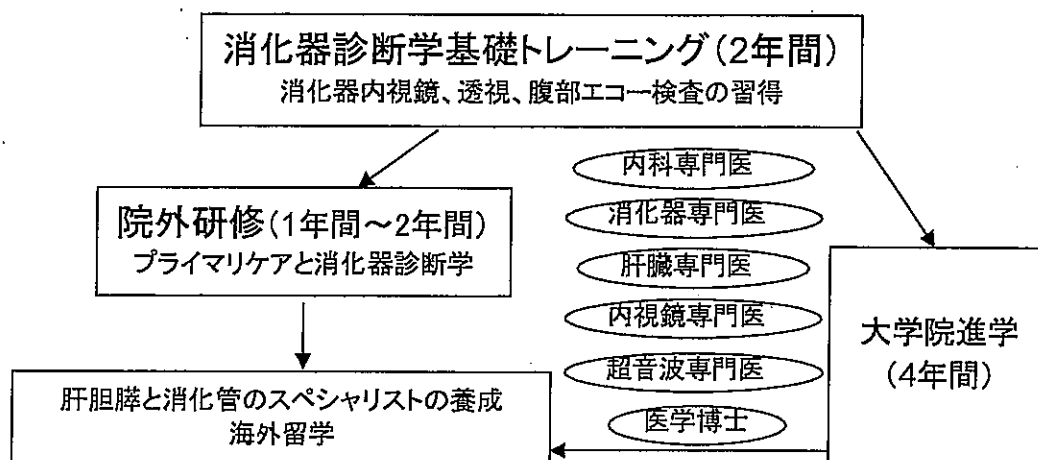 消化器診断学基礎トレーニング(2年間)
消化器内視鏡、透視、腹部エコー検査の習得
院外研修(1年間～2年間)
プライマリケアと消化器診断学
内科専門医
消化器専門医
肝臓専門医
内視鏡専門医
超音波専門医
医学博士
大学院進学
(4年間)
肝胆膵と消化管のスペシャリストの養成
海外留学